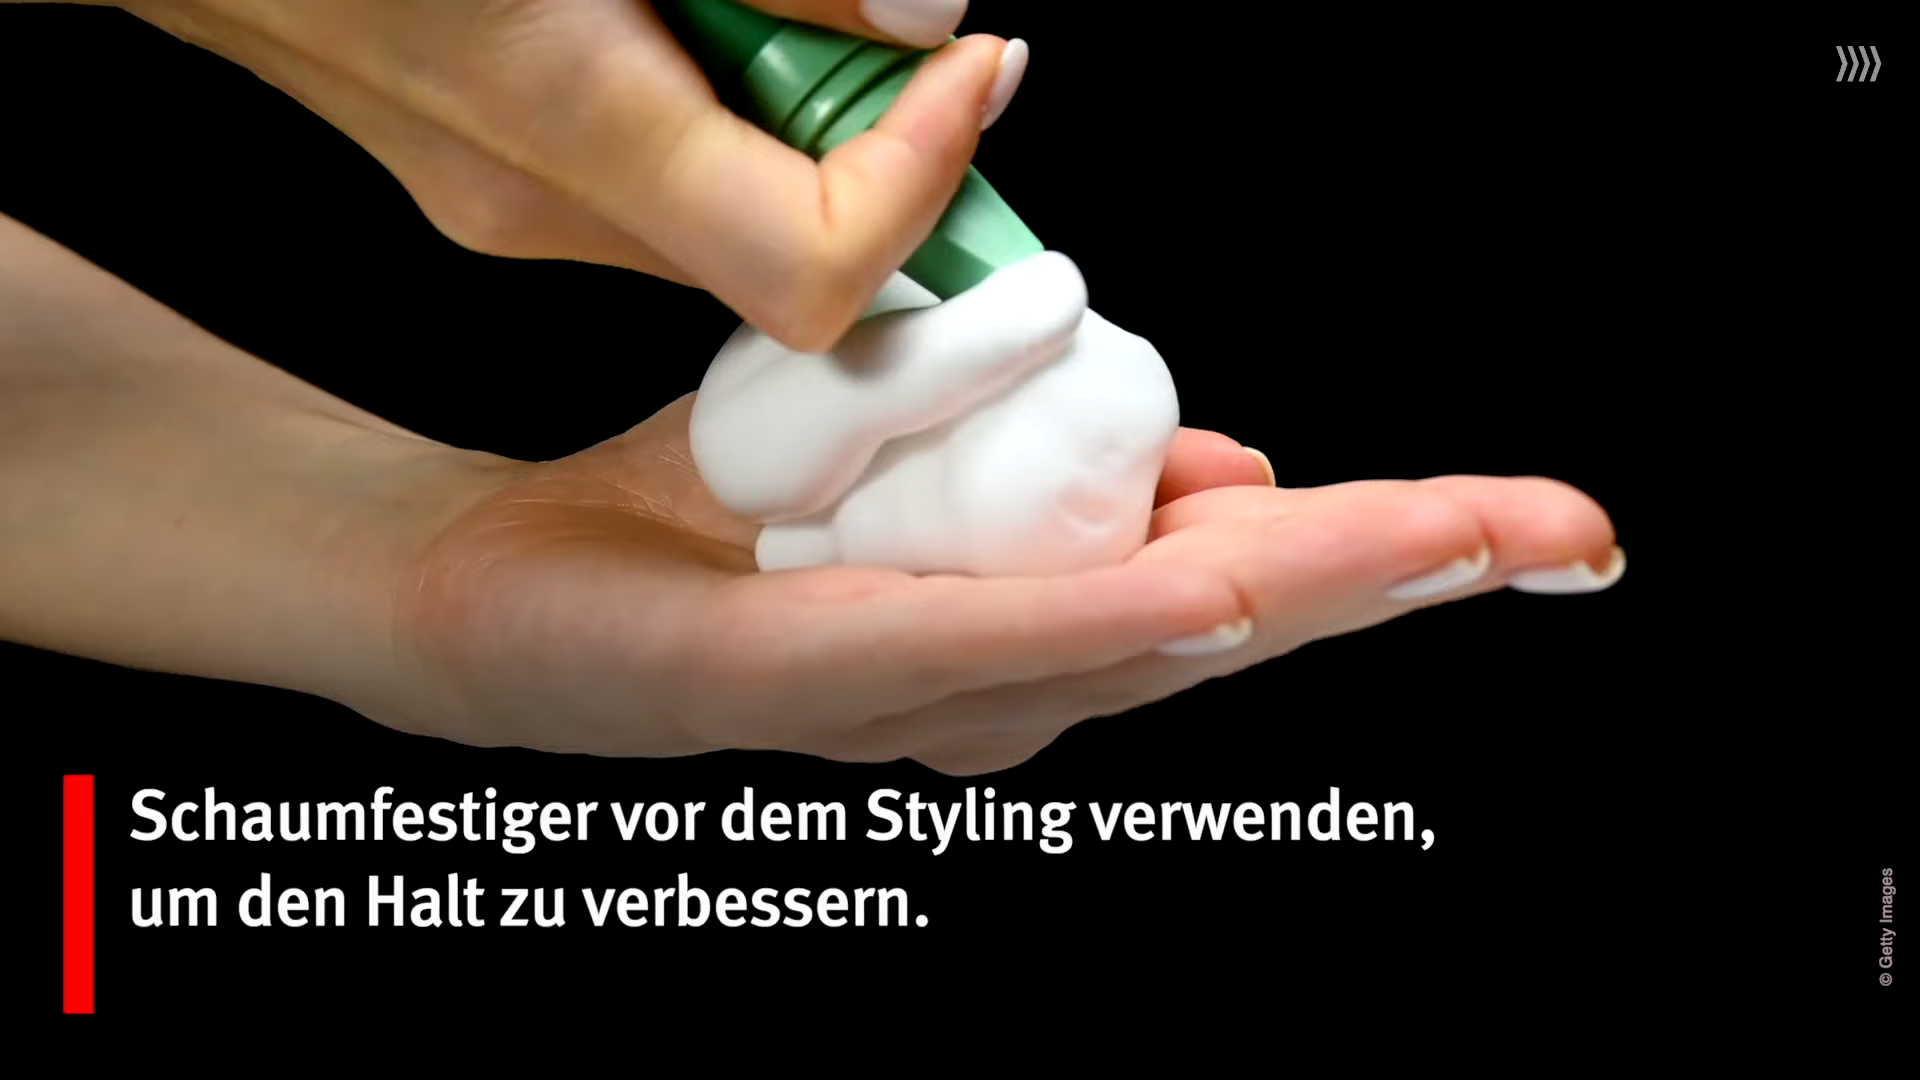 Schaumfestiger vor dem Styling verwenden,
um den Halt zu verbessern.
© Getty Images